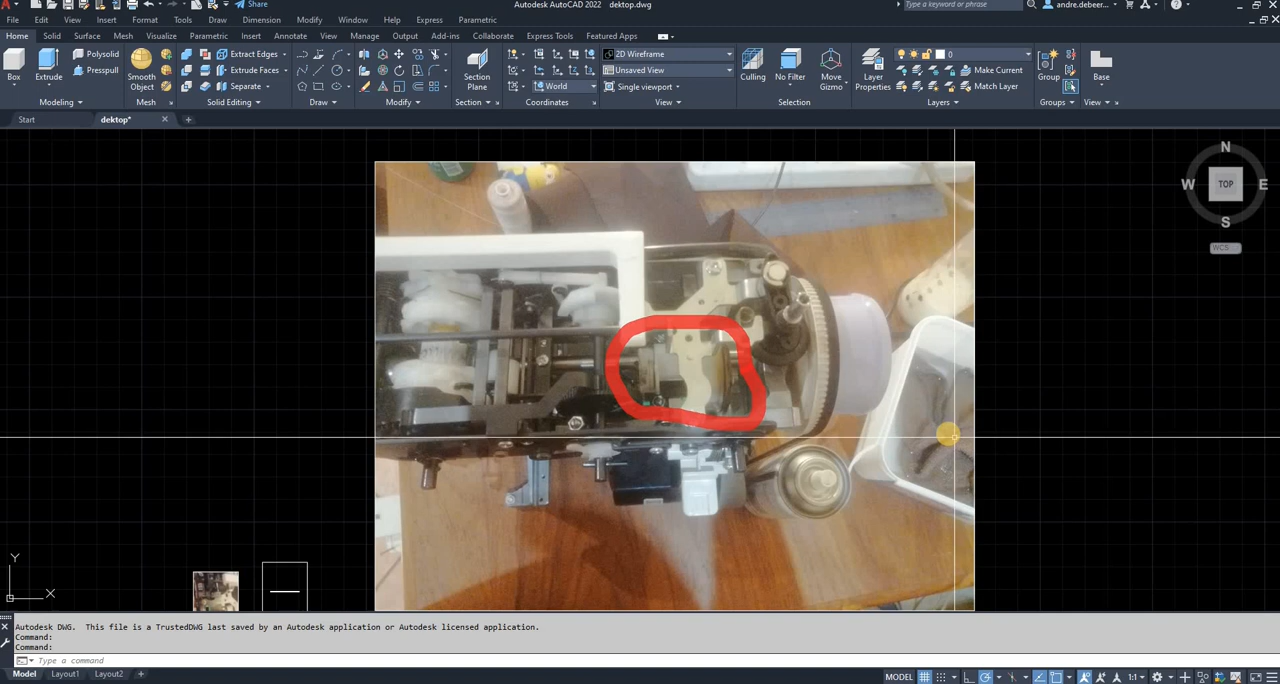 Share
Autodesk AutoCAD 2022 dektop.dwg
Type a keyword or phrase
andre.debeer...
File Edit View Insert Format Tools Draw Dimension Modify Window Help Express Parametric
Home Solid Surface Mesh Visualize Parametric Insert Annotate View Manage Output Add-ins Collaborate Express Tools Featured Apps
Box
Extrude
Polysolid
Presspull
Smooth Object
Extract Edges
Extrude Faces
Separate
Section Plane
World
2D Wireframe
Unsaved View
Single viewport
Culling
No Filter
Move Gizmo
Layer Properties
0
Make Current
Match Layer
Group
Base
Modeling Mesh Solid Editing Draw Modify Section Coordinates View Selection Layers Groups View
Start dektop*
N
W TOP E
S
WCS
Y
X
Autodesk DWG. This file is a TrustedDWG last saved by an Autodesk application or Autodesk licensed application.
Command:
Command:
Type a command
Model Layout1 Layout2
MODEL
1:1